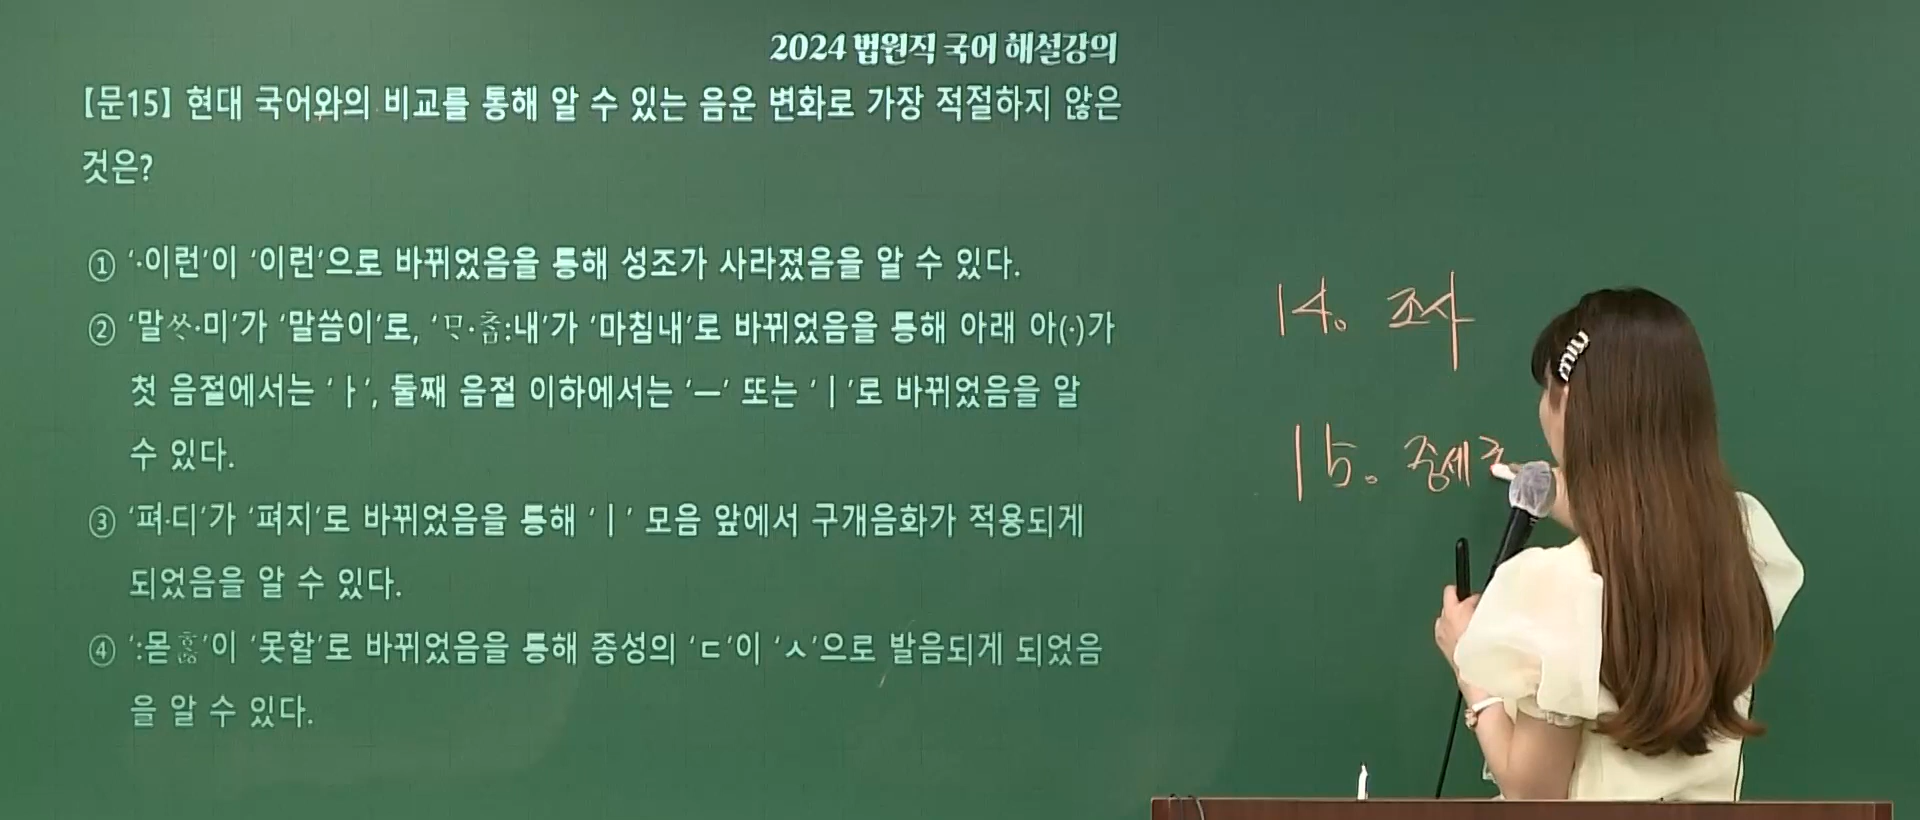 2024 법원직 국어 해설강의
【문15】 현대 국어와의 비교를 통해 알 수 있는 음운 변화로 가장 적절하지 않은
것은?
① ‘·이런’이 ‘이런’으로 바뀌었음을 통해 성조가 사라졌음을 알 수 있다.
② ‘말ᄊᆞ·미’가 ‘말씀이’로, ‘ᄆᆞ·ᄎᆞᆷ:내’가 ‘마침내’로 바뀌었음을 통해 아래 아(·)가
첫 음절에서는 ‘ㅏ’, 둘째 음절 이하에서는 ‘ㅡ’ 또는 ‘ㅣ’로 바뀌었음을 알
수 있다.
③ ‘펴·디’가 ‘펴지’로 바뀌었음을 통해 ‘ㅣ’ 모음 앞에서 구개음화가 적용되게
되었음을 알 수 있다.
④ ‘:몯ᄒᆞᇙ’이 ‘못할’로 바뀌었음을 통해 종성의 ‘ㄷ’이 ‘ㅅ’으로 발음되게 되었음
을 알 수 있다.
14. 조사
15. 중세